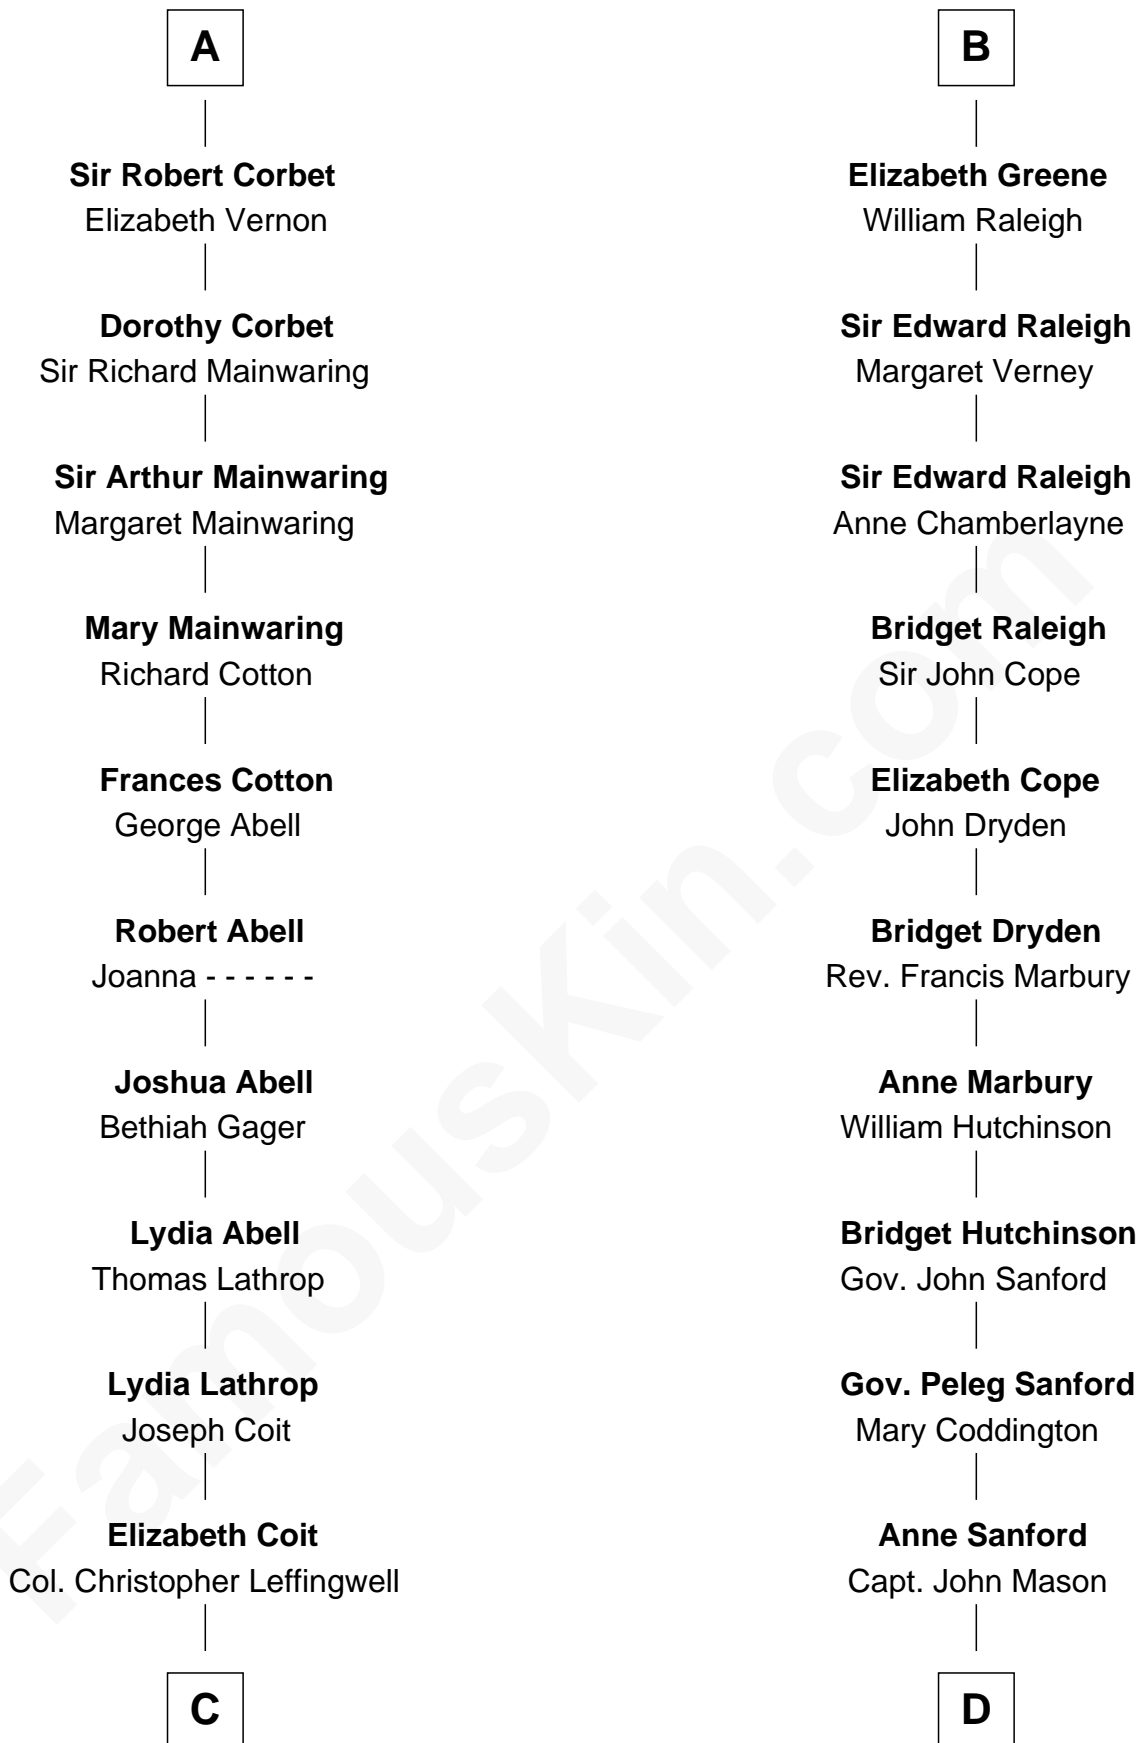 A
Sir Robert Corbet
Elizabeth Vernon
Dorothy Corbet
Sir Richard Mainwaring
Sir Arthur Mainwaring
Margaret Mainwaring
Mary Mainwaring
Richard Cotton
Frances Cotton
George Abell
Robert Abell
Joanna - - - - - -
Joshua Abell
Bethiah Gager
Lydia Abell
Thomas Lathrop
Lydia Lathrop
Joseph Coit
Elizabeth Coit
Col. Christopher Leffingwell
C
B
Elizabeth Greene
William Raleigh
Sir Edward Raleigh
Margaret Verney
Sir Edward Raleigh
Anne Chamberlayne
Bridget Raleigh
Sir John Cope
Elizabeth Cope
John Dryden
Bridget Dryden
Rev. Francis Marbury
Anne Marbury
William Hutchinson
Bridget Hutchinson
Gov. John Sanford
Gov. Peleg Sanford
Mary Coddington
Anne Sanford
Capt. John Mason
D
FamousKin.com